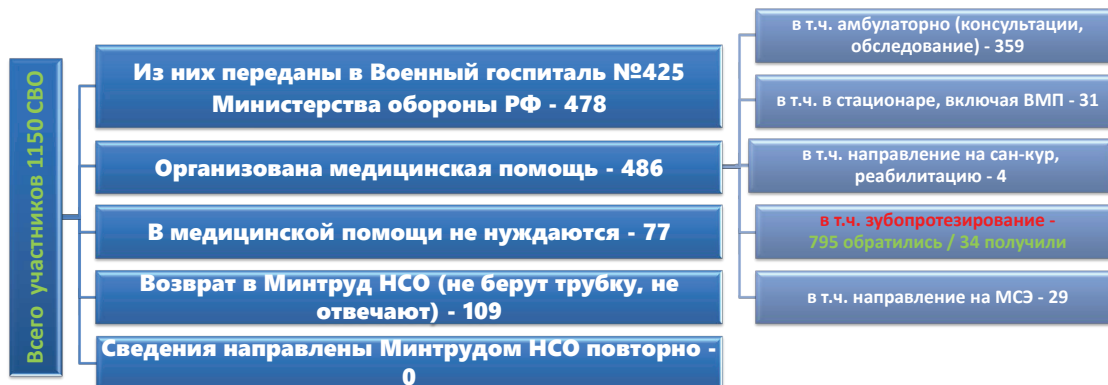 Всего участников 1150 СВО
Из них переданы в Военный госпиталь №425
Министерства обороны РФ - 478
Организована медицинская помощь - 486
В медицинской помощи не нуждаются - 77
Возврат в Минтруд НСО (не берут трубку, не
отвечают) - 109
Сведения направлены Минтрудом НСО повторно -
0
в т.ч. амбулаторно (консультации,
обследование) - 359
в т.ч. в стационаре, включая ВМП - 31
в т.ч. направление на сан-кур,
реабилитацию - 4
в т.ч. зубопротезирование -
795 обратились / 34 получили
в т.ч. направление на МСЭ - 29